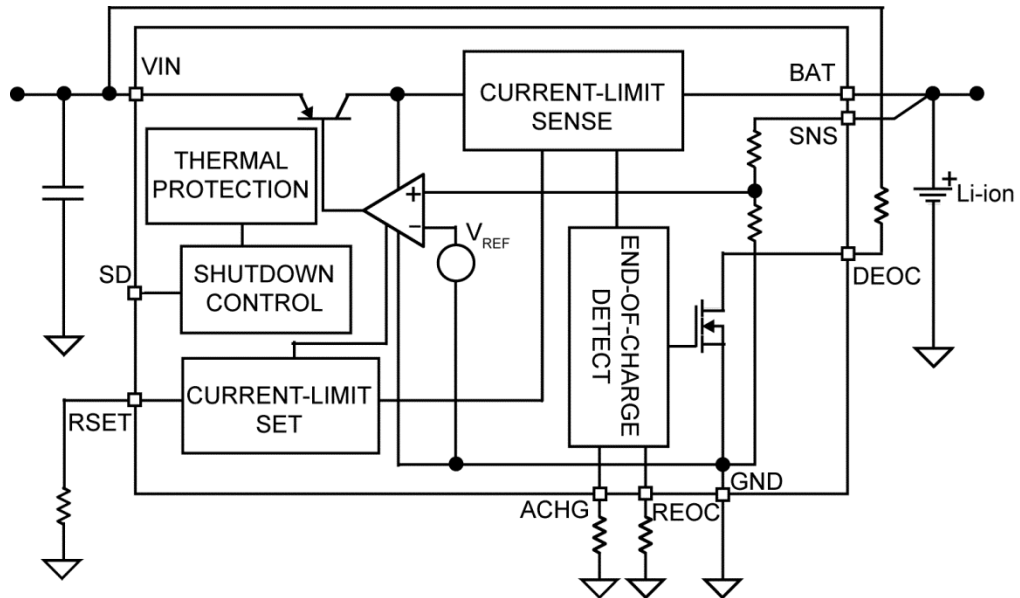 VIN
BAT
CURRENT-LIMIT
SENSE
SNS
THERMAL
PROTECTION
+
−
VREF
+
Li-ion
SD
SHUTDOWN
CONTROL
END-OF-CHARGE
DETECT
DEOC
RSET
CURRENT-LIMIT
SET
GND
ACHG
REOC